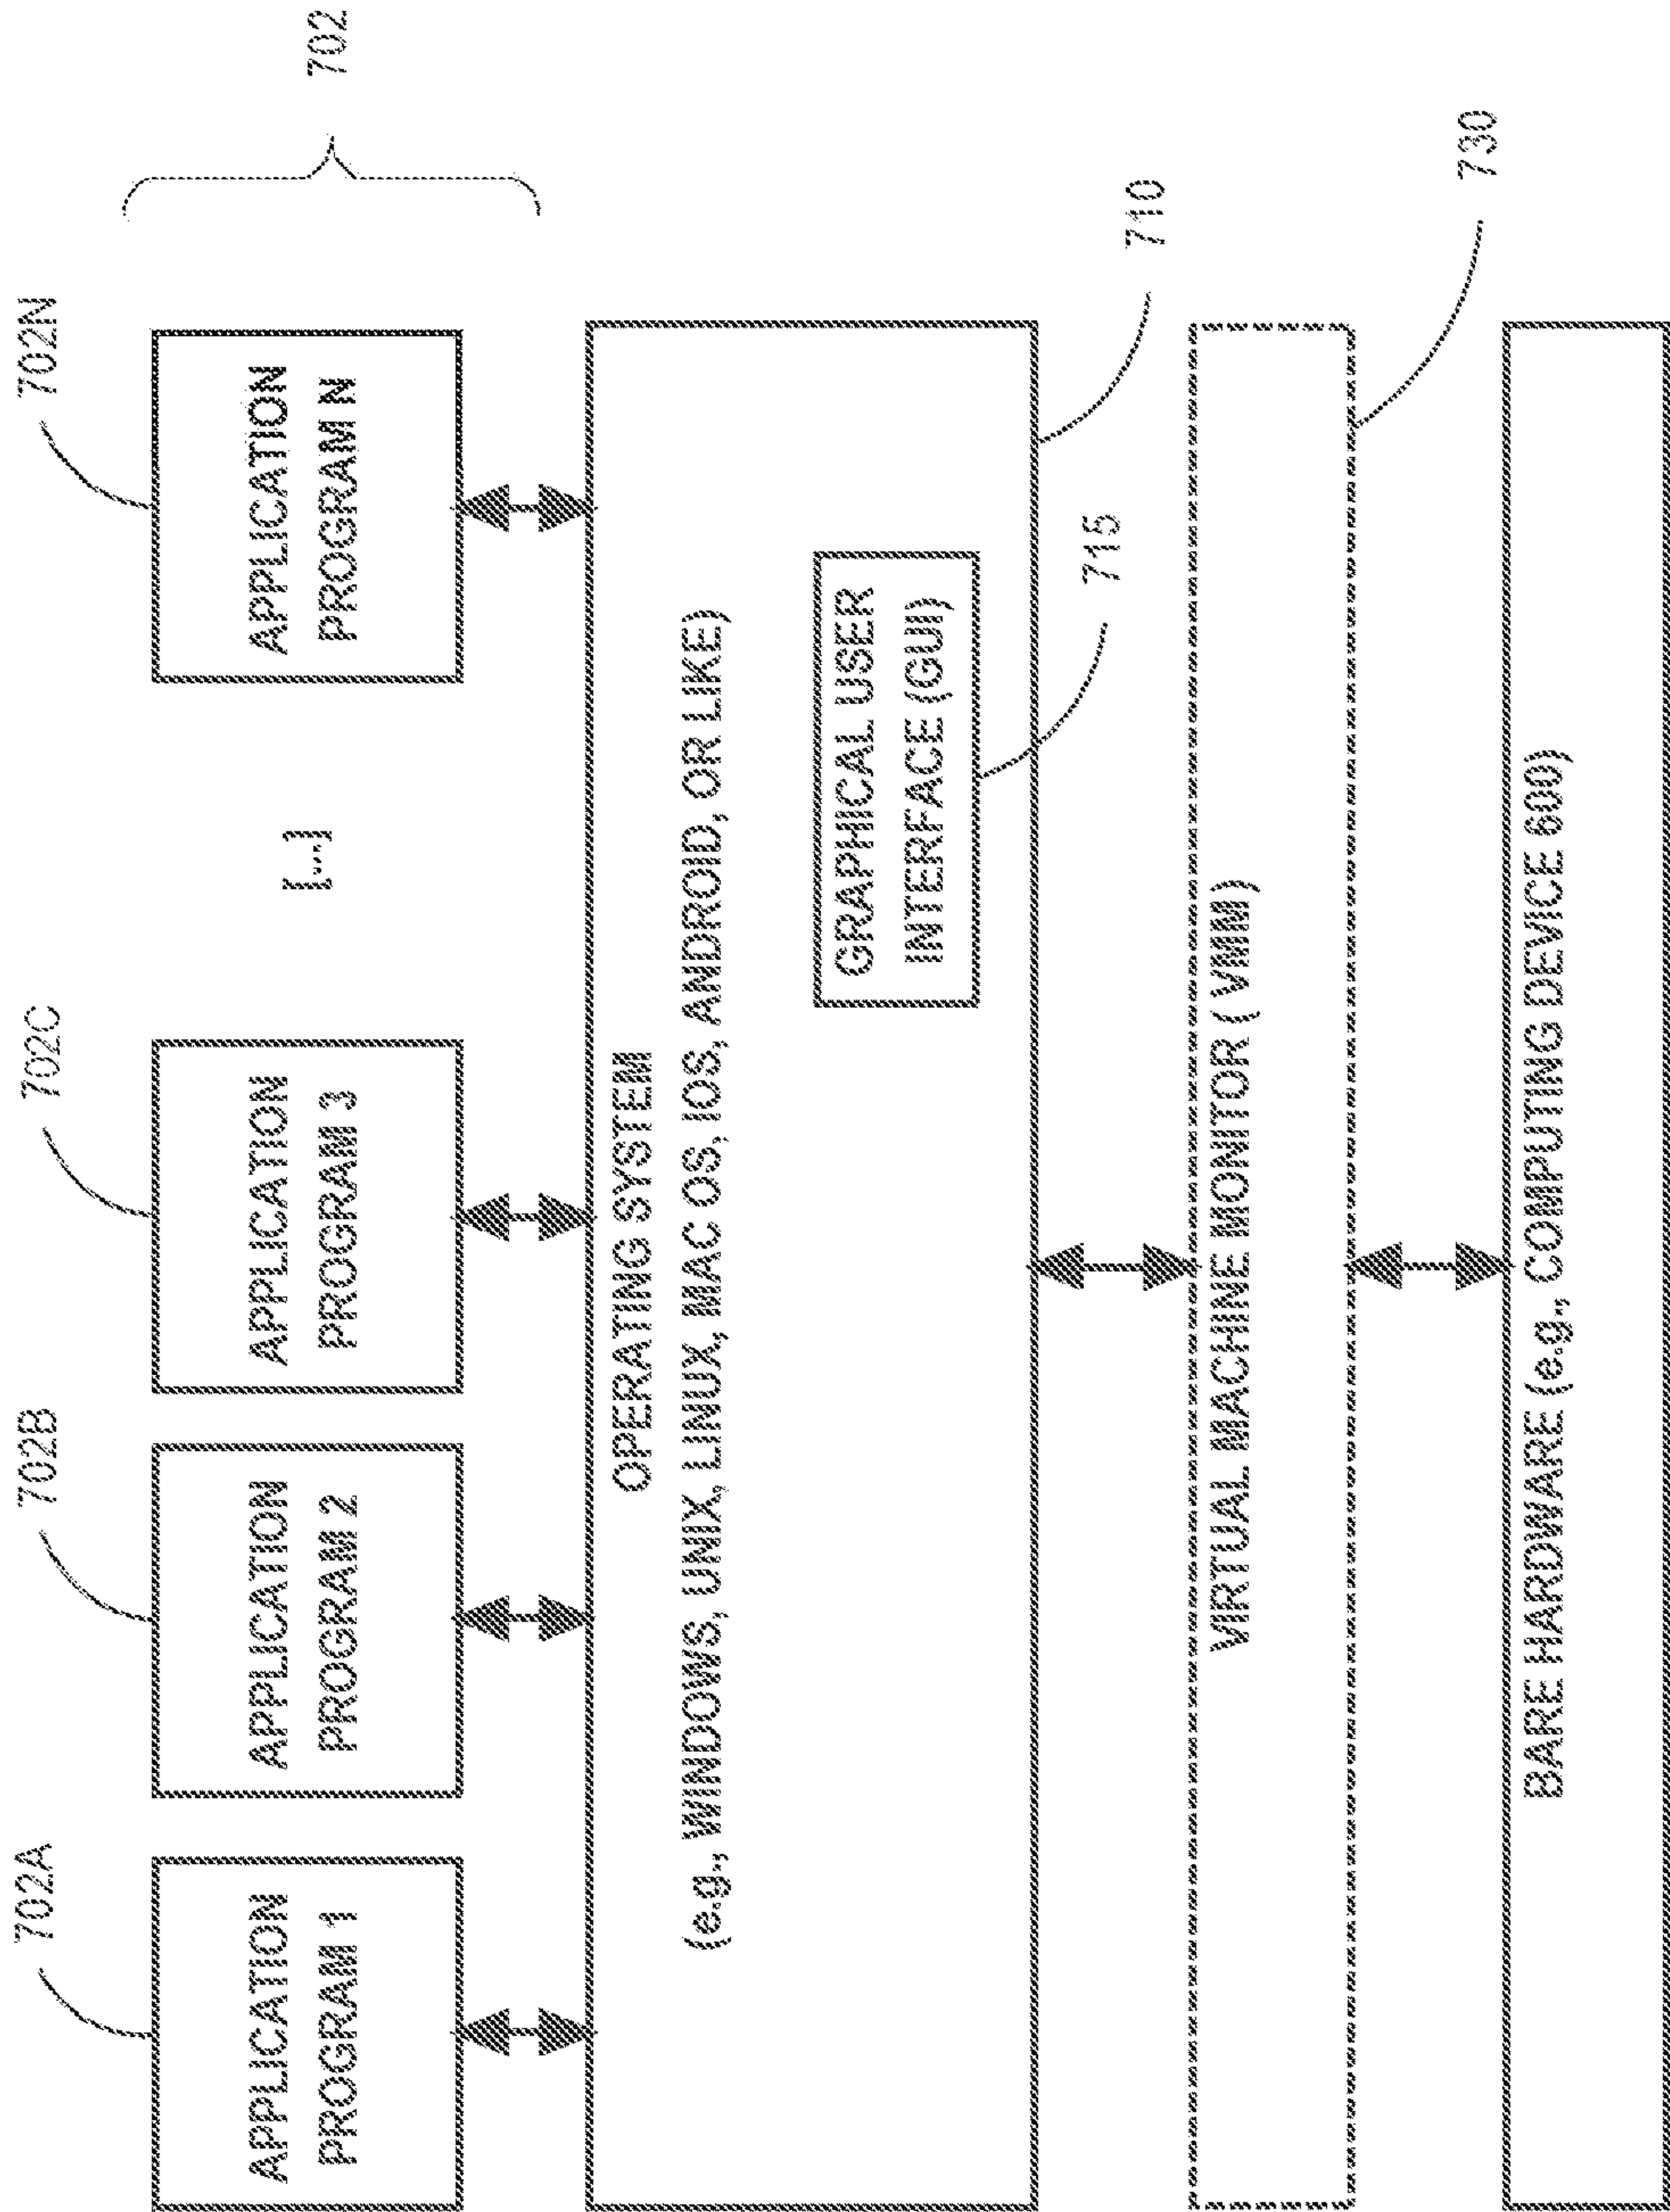 702
702A
702B
702C
702N
APPLICATION
PROGRAM 1
APPLICATION
PROGRAM 2
APPLICATION
PROGRAM 3
[...]
APPLICATION
PROGRAM N
OPERATING SYSTEM
(e.g., WINDOWS, UNIX, LINUX, MAC OS, IOS, ANDROID, OR LIKE)
GRAPHICAL USER
INTERFACE (GUI)
715
710
VIRTUAL MACHINE MONITOR ( VMM )
730
BARE HARDWARE (e.g., COMPUTING DEVICE 600)